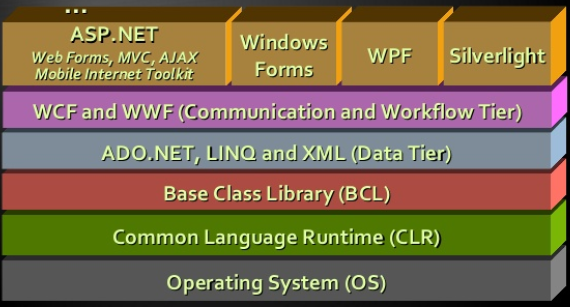 ...
ASP.NET
Web Forms, MVC, AJAX
Mobile Internet Toolkit
Windows
Forms
WPF
Silverlight
WCF and WWF (Communication and Workflow Tier)
ADO.NET, LINQ and XML (Data Tier)
Base Class Library (BCL)
Common Language Runtime (CLR)
Operating System (OS)